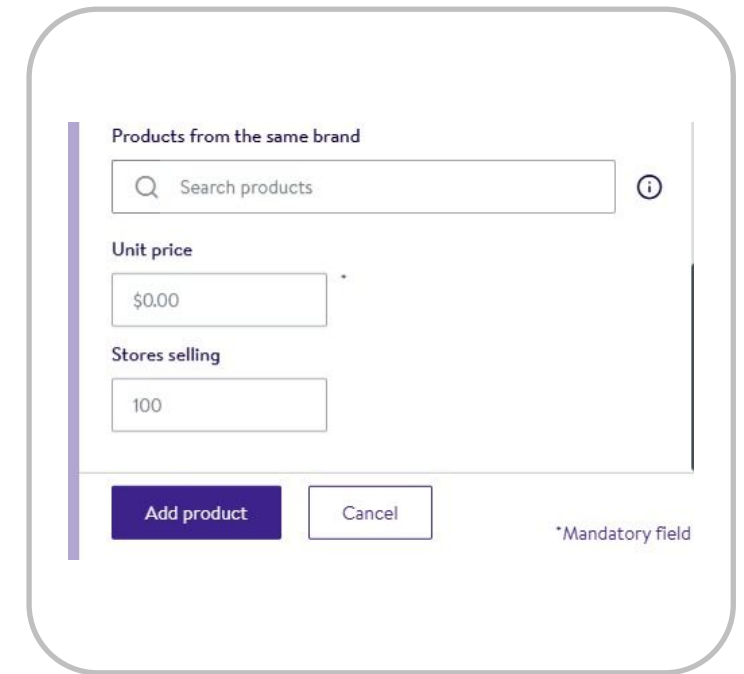 Products from the same brand
Search products
Unit price
$0.00 *
Stores selling
100
Add product Cancel
*Mandatory field